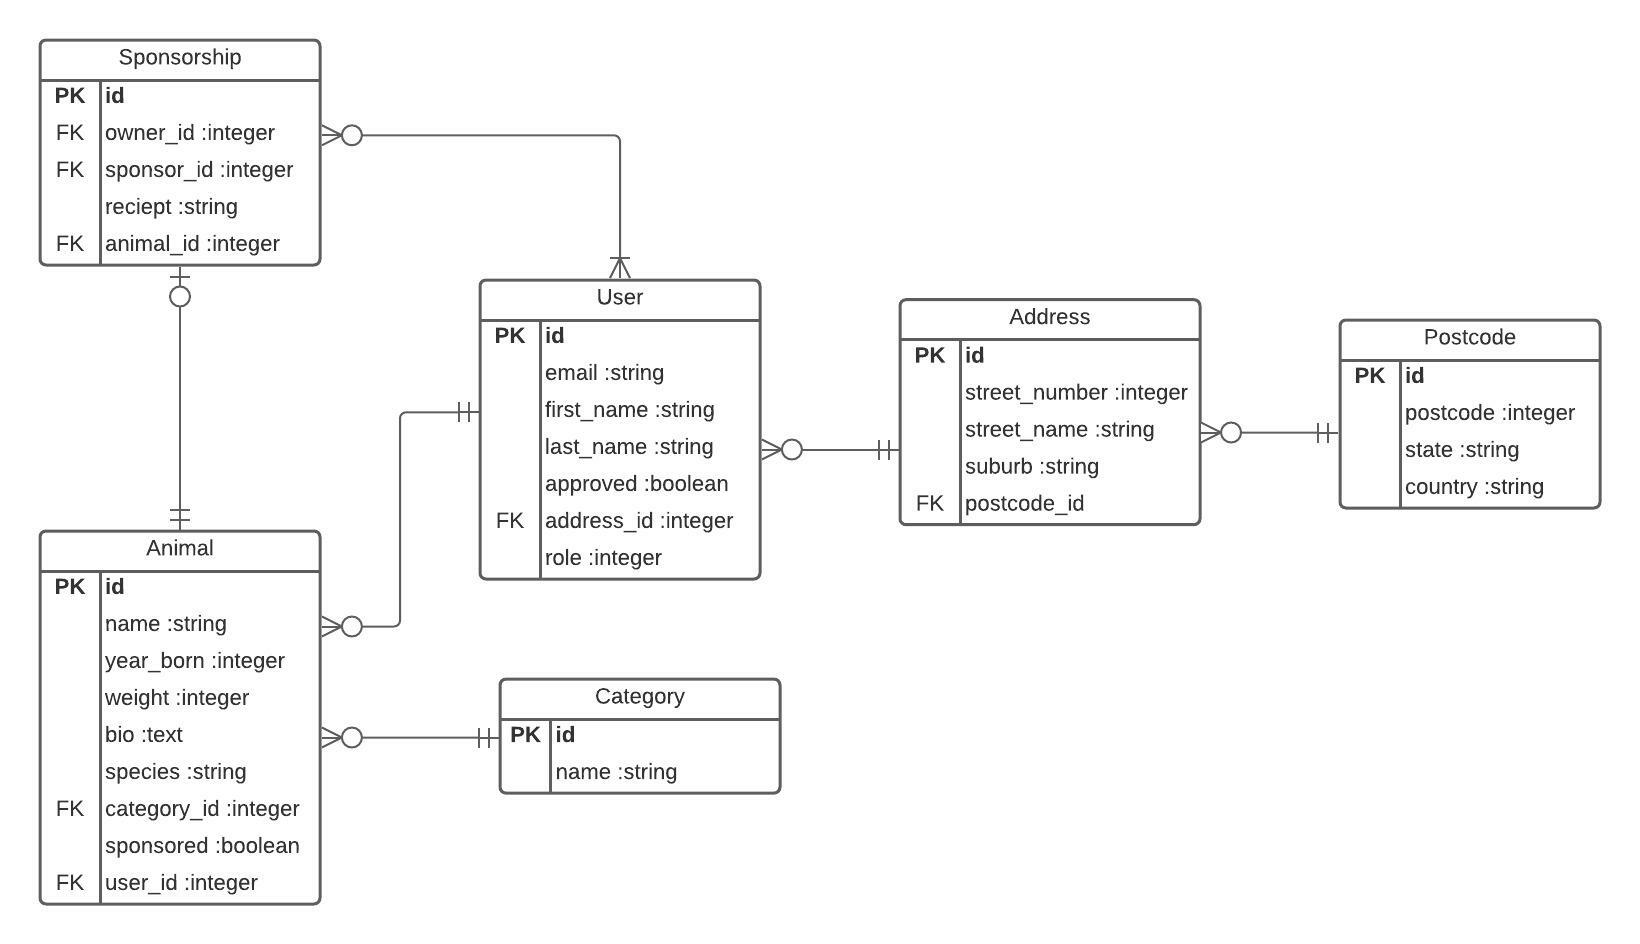 Sponsorship
PK id
FK owner_id :integer
FK sponsor_id :integer
reciept :string
FK animal_id :integer
User
PK id
email :string
first_name :string
last_name :string
approved :boolean
FK address_id :integer
role :integer
Address
PK id
street_number :integer
street_name :string
suburb :string
FK postcode_id
Postcode
PK id
postcode :integer
state :string
country :string
Animal
PK id
name :string
year_born :integer
weight :integer
bio :text
species :string
FK category_id :integer
sponsored :boolean
FK user_id :integer
Category
PK id
name :string